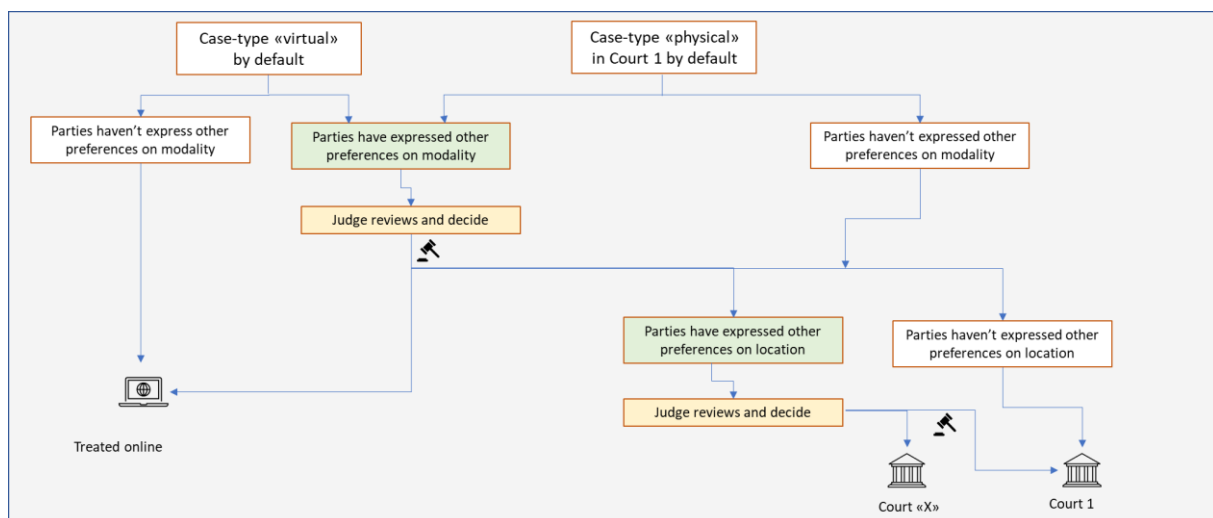 Case-type «virtual»
by default
Case-type «physical»
in Court 1 by default
Parties haven’t express other
preferences on modality
Parties have expressed other
preferences on modality
Parties haven’t expressed other
preferences on modality
Judge reviews and decide
Parties have expressed other
preferences on location
Parties haven’t expressed other
preferences on location
Judge reviews and decide
Treated online
Court «X»
Court 1